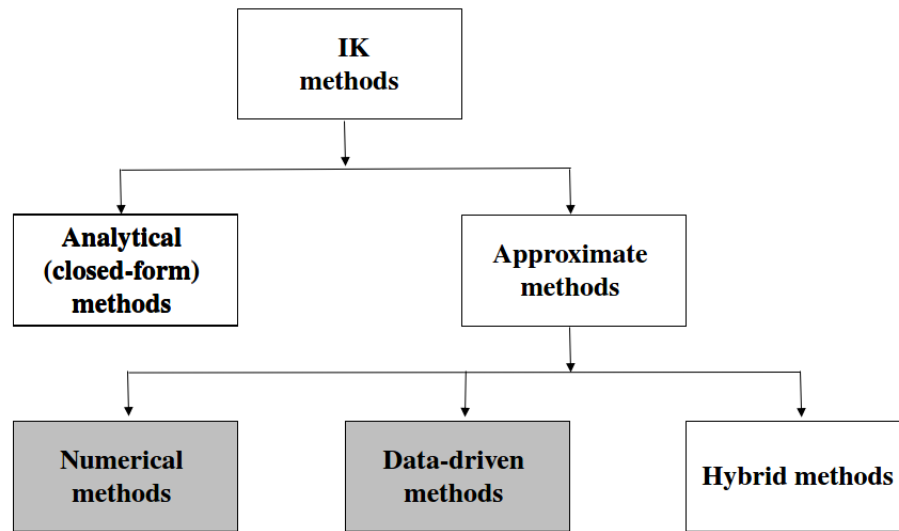 IK
methods
Analytical
(closed-form)
methods
Approximate
methods
Numerical
methods
Data-driven
methods
Hybrid methods